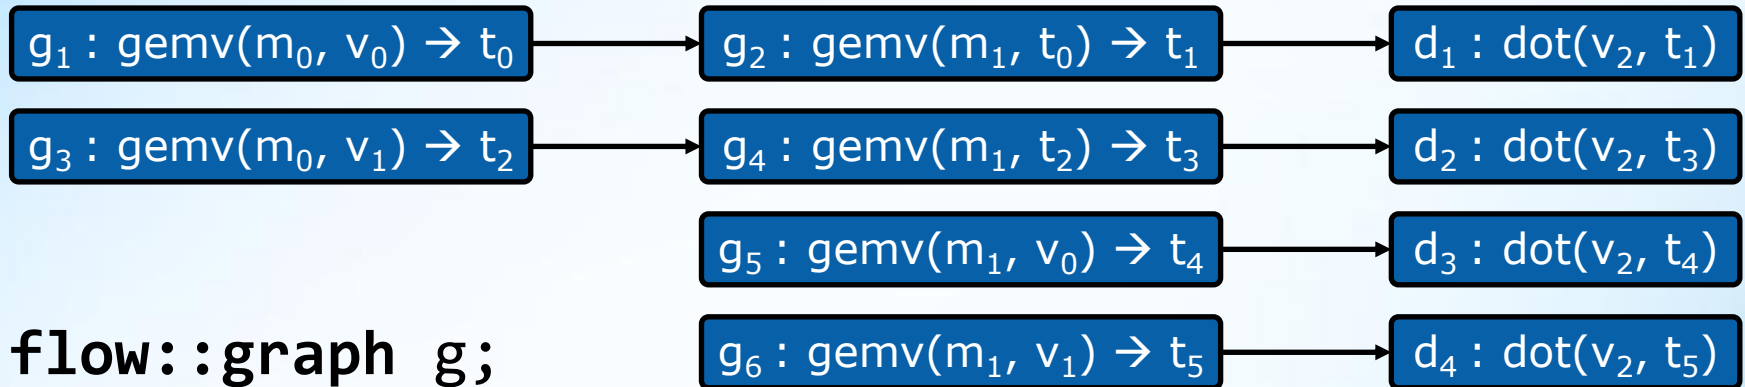 g₁ : gemv(m₀, v₀) → t₀ g₂ : gemv(m₁, t₀) → t₁ d₁ : dot(v₂, t₁)
g₃ : gemv(m₀, v₁) → t₂ g₄ : gemv(m₁, t₂) → t₃ d₂ : dot(v₂, t₃)
g₅ : gemv(m₁, v₀) → t₄ d₃ : dot(v₂, t₄)
flow::graph g; g₆ : gemv(m₁, v₁) → t₅ d₄ : dot(v₂, t₅)